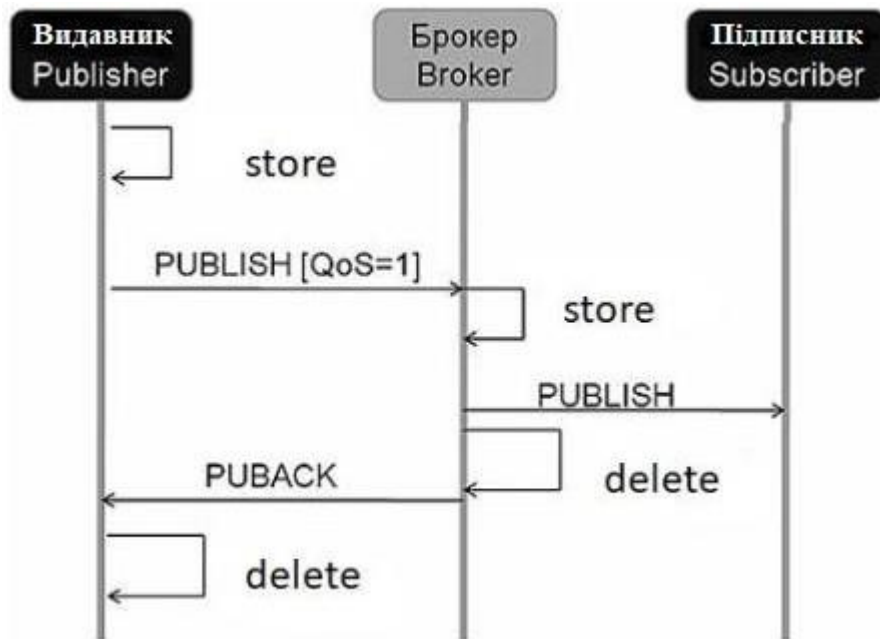 Видавник
Publisher
Брокер
Broker
Підписник
Subscriber
store
PUBLISH [QoS=1]
store
PUBLISH
delete
PUBACK
delete